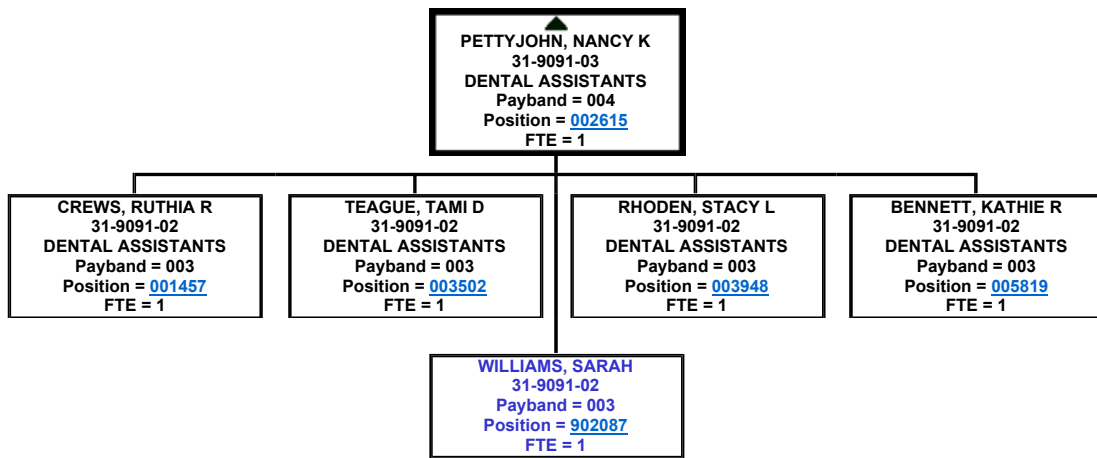 PETTYJOHN, NANCY K
31-9091-03
DENTAL ASSISTANTS
Payband = 004
Position = 002615
FTE = 1
CREWS, RUTHIA R
31-9091-02
DENTAL ASSISTANTS
Payband = 003
Position = 001457
FTE = 1
TEAGUE, TAMI D
31-9091-02
DENTAL ASSISTANTS
Payband = 003
Position = 003502
FTE = 1
RHODEN, STACY L
31-9091-02
DENTAL ASSISTANTS
Payband = 003
Position = 003948
FTE = 1
BENNETT, KATHIE R
31-9091-02
DENTAL ASSISTANTS
Payband = 003
Position = 005819
FTE = 1
WILLIAMS, SARAH
31-9091-02
Payband = 003
Position = 902087
FTE = 1